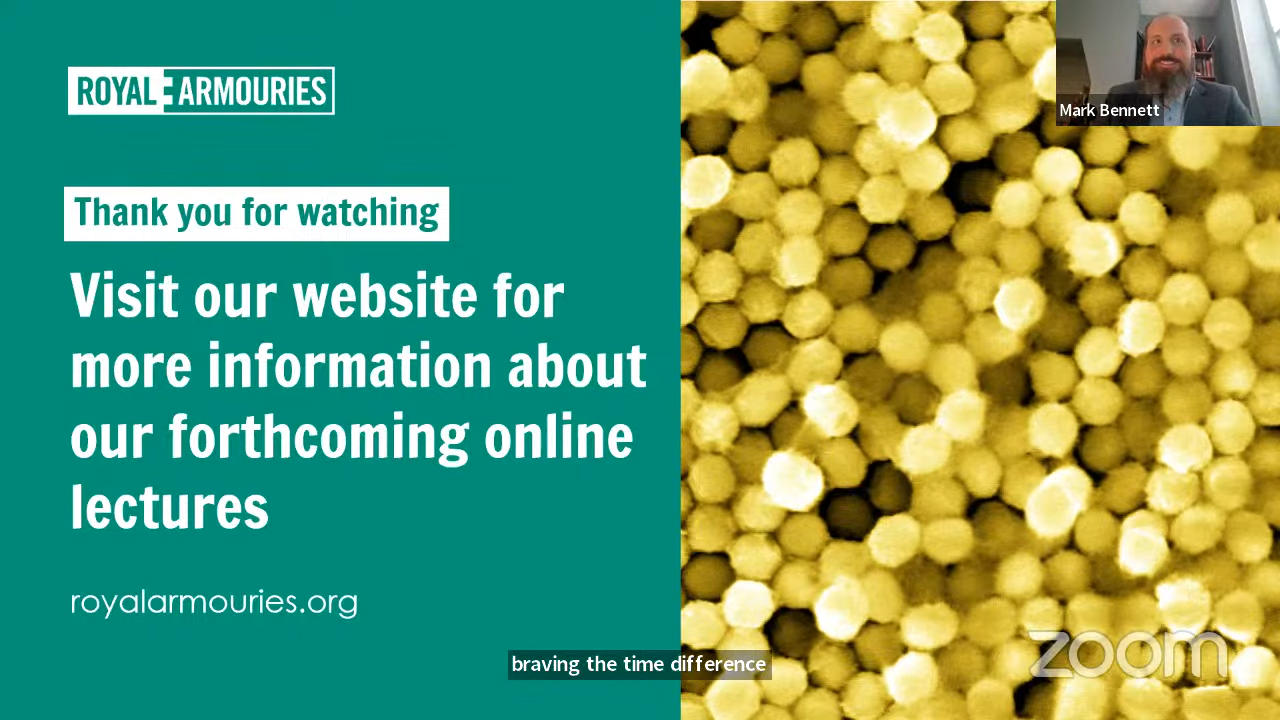 ROYAL ARMOURIES
Mark Bennett
Thank you for watching
Visit our website for
more information about
our forthcoming online
lectures
royalarmouries.org
braving the time difference
zoom